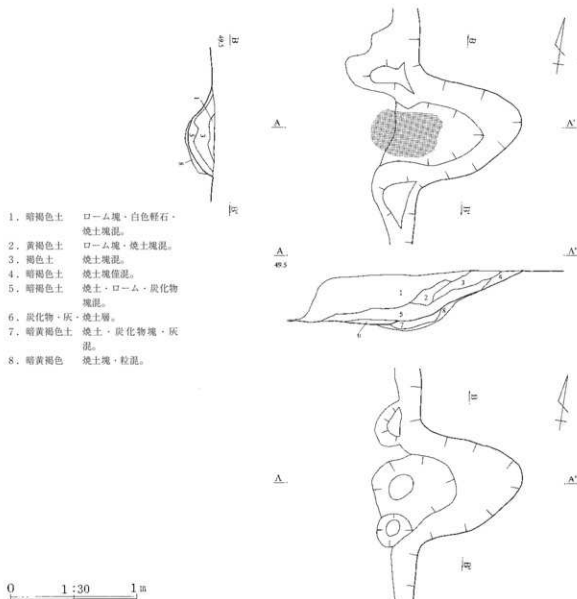 49.5
B
B'
1
3
5
8
1. 暗褐色土 ローム塊・白色軽石・
焼土塊混。
2. 黄褐色土 ローム塊・焼土塊混。
3. 褐色土 焼土塊混。
4. 暗褐色土 焼土塊僅混。
5. 暗褐色土 焼土・ローム・炭化物
塊混。
6. 炭化物・灰・焼土層。
7. 暗黄褐色土 焼土・炭化物塊・灰
混。
8. 暗黄褐色 焼土塊・粒混。
B
A
A'
B'
A
A'
49.5
1
2
3
4
5
6
7
8
B
A
A'
B'
0 1:30 1m